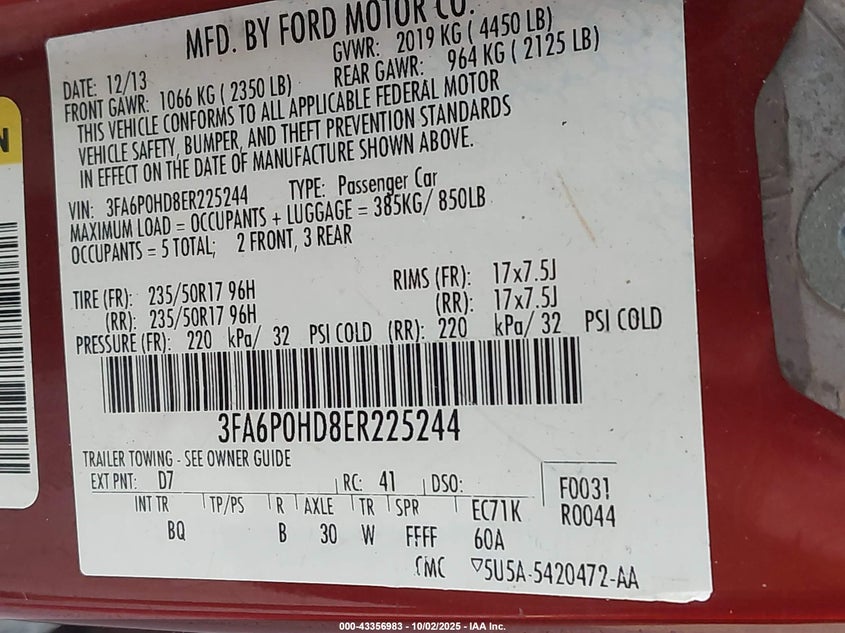 MFD. BY FORD MOTOR CO.
DATE: 12/13 GVWR: 2019 KG ( 4450 LB)
FRONT GAWR: 1066 KG ( 2350 LB) REAR GAWR: 964 KG ( 2125 LB)
THIS VEHICLE CONFORMS TO ALL APPLICABLE FEDERAL MOTOR
VEHICLE SAFETY, BUMPER, AND THEFT PREVENTION STANDARDS
IN EFFECT ON THE DATE OF MANUFACTURE SHOWN ABOVE.
VIN: 3FA6P0HD8ER225244 TYPE: Passenger Car
MAXIMUM LOAD = OCCUPANTS + LUGGAGE = 385KG/ 850LB
OCCUPANTS = 5 TOTAL; 2 FRONT, 3 REAR
TIRE (FR): 235/50R17 96H RIMS (FR): 17x7.5J
(RR): 235/50R17 96H (RR): 17x7.5J
PRESSURE (FR): 220 kPa/ 32 PSI COLD (RR): 220 kPa/ 32 PSI COLD
3FA6P0HD8ER225244
TRAILER TOWING - SEE OWNER GUIDE
EXT PNT: D7 RC: 41 DSO: F0031
INT TR TP/PS R AXLE TR SPR EC71K R0044
BQ B 30 W FFFF 60A
CMC 5U5A-5420472-AA
N
000-43356983 - 10/02/2025 - IAA Inc.